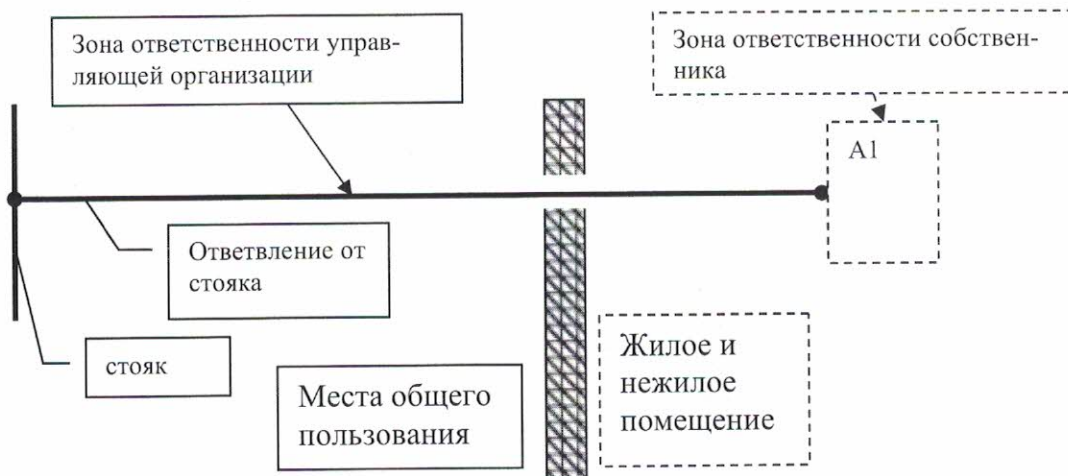 Зона ответственности управ-
ляющей организации
Зона ответственности собствен-
ника
А1
Ответвление от
стояка
стояк
Места общего
пользования
Жилое и
нежилое
помещение